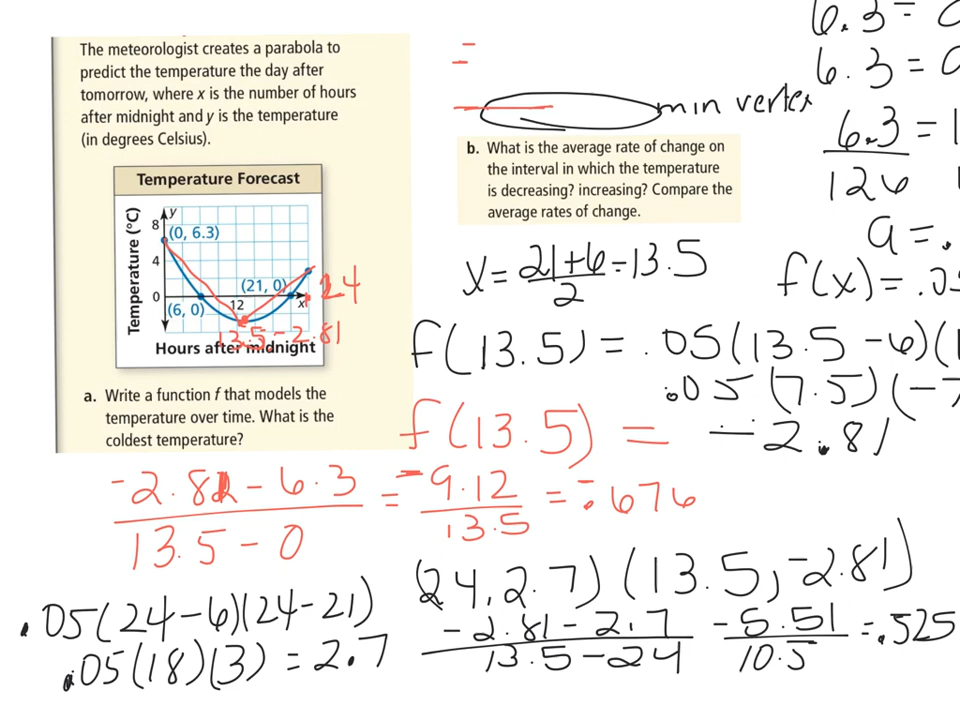 The meteorologist creates a parabola to
predict the temperature the day after
tomorrow, where x is the number of hours
after midnight and y is the temperature
(in degrees Celsius).
Temperature Forecast
Temperature (°C)
y
8
(0, 6.3)
4
(21, 0)
0
12
x
24
(6, 0)
13.5 -2.81
Hours after midnight
a. Write a function f that models the
temperature over time. What is the
coldest temperature?
=
min vertex
b. What is the average rate of change on
the interval in which the temperature
is decreasing? increasing? Compare the
average rates of change.
6.3 =
6.3 =
6.3 = 1
126
a = .
x = 21+6 = 13.5
2
f(x) = .05
f(13.5) = .05(13.5 - 6)(1
.05 (7.5)(-7
f(13.5) = -2.81
-2.81 - 6.3 = -9.12 = -.676
13.5 - 0 13.5
(24, 2.7) (13.5, -2.81)
.05(24-6)(24-21)
.05(18)(3) = 2.7
-2.81 - 2.7 -5.51 = .525
13.5 - 24 10.5